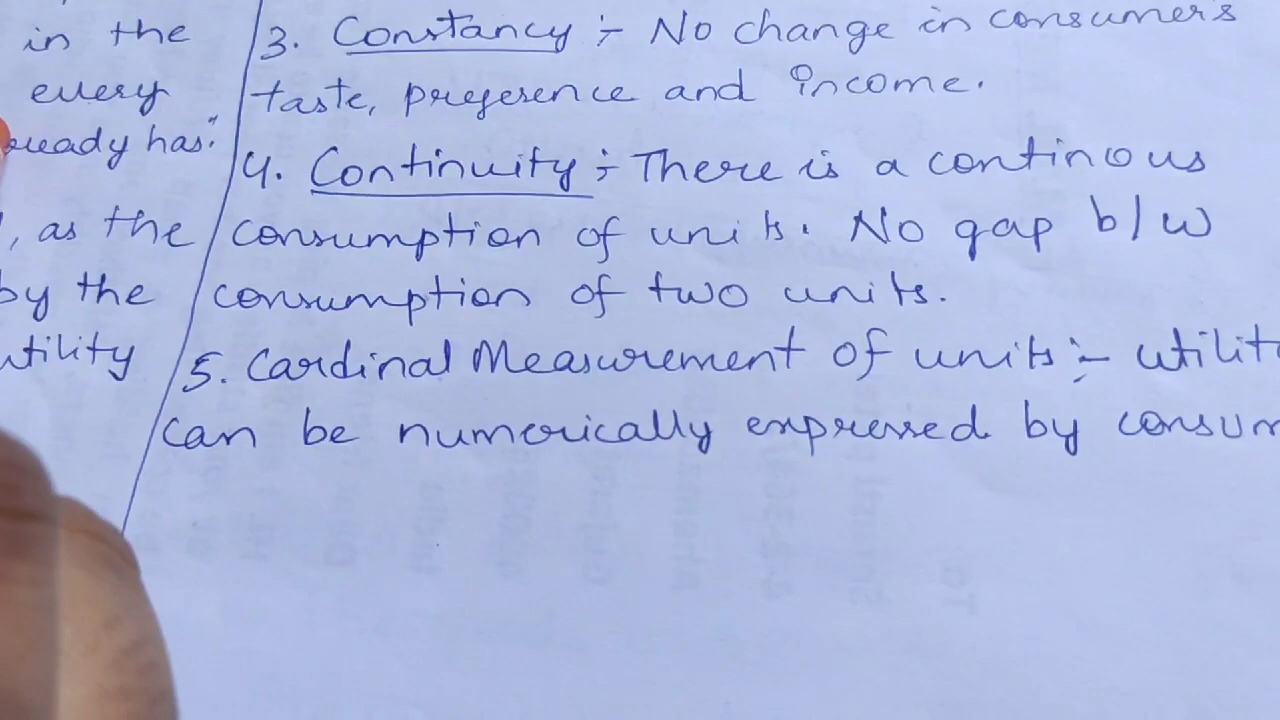 in the
every
ready has."
, as the
by the
utility
3. Constancy :- No change in consumers
taste, preference and income.
4. Continuity :- There is a continous
consumption of units. No gap b/w
consumption of two units.
5. Cardinal Measurement of units :- utilit
can be numerically expressed by consum